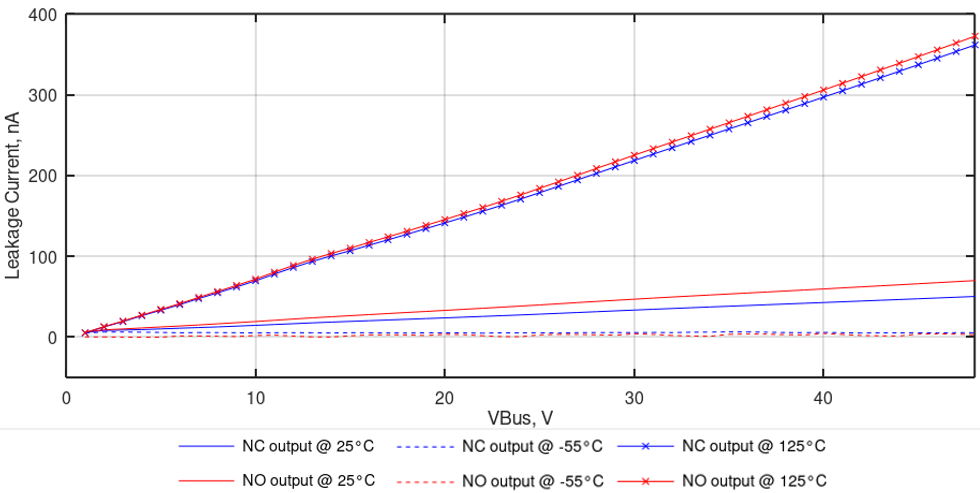 400
300
200
100
0
Leakage Current, nA
0 10 20 30 40
VBus, V
NC output @ 25°C NC output @ -55°C NC output @ 125°C
NO output @ 25°C NO output @ -55°C NO output @ 125°C